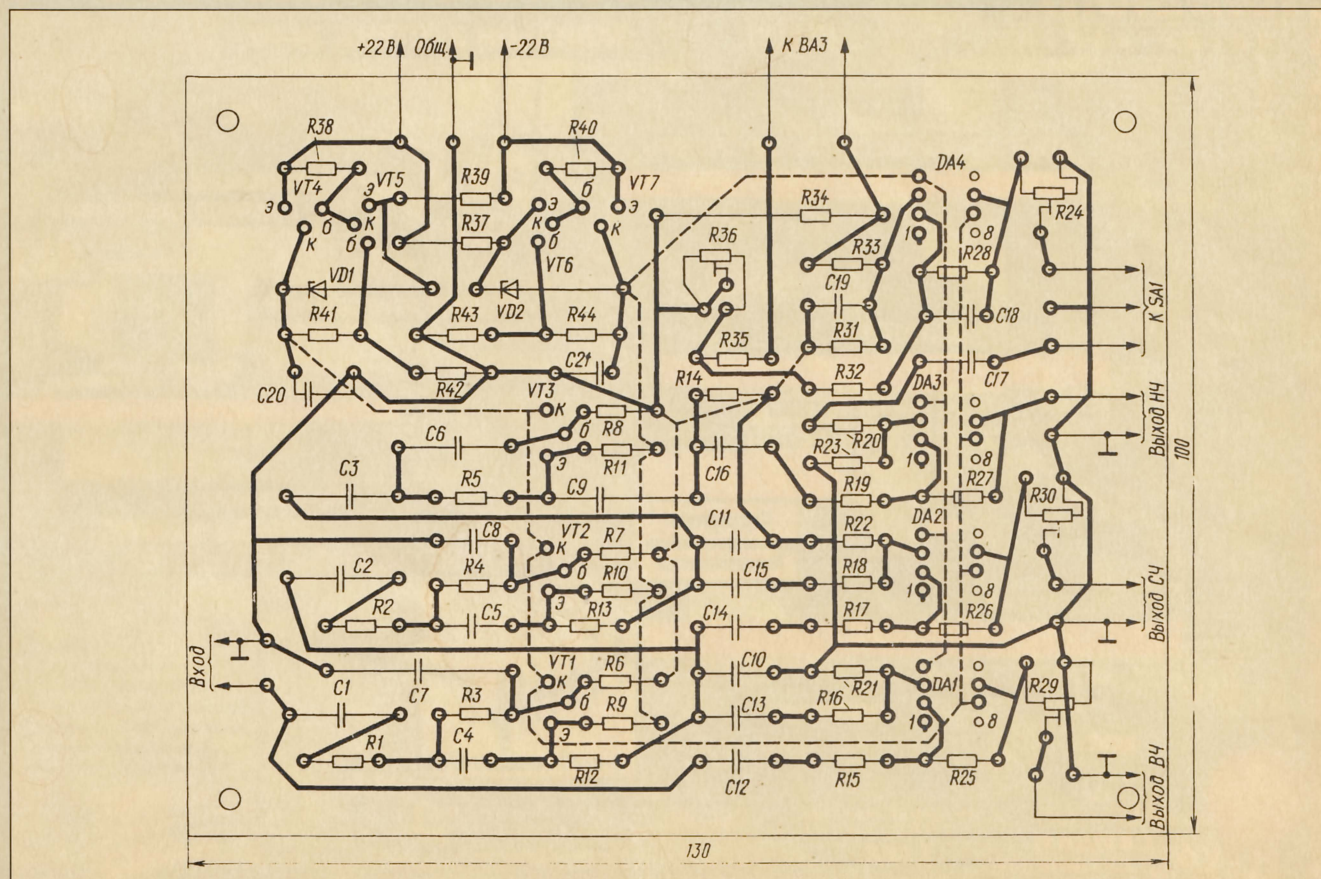 +22 В Общ. -22 В К ВА3
R38 R40
VT4 VT5 R39 VT7 DA4
э э э э R34 R24
б б к R37 б к 1 8
к к б R36 R33 R28
VD1 VT6 C19
VD2 К SA1
R41 R43 R44 R31 C18
R35
R42 C21 R32 C17
C20 VT3 R14 DA3
к R8 R20
C6 б R11 R23 1 8 Выход НЧ
C3 R5 э C9 C16 R19 R27
C8 VT2 R7 C11 R22 DA2 R30
C2 R4 к б R10 C15 R18
R2 C5 э R13 C14 R17 1 8 R26 Выход СЧ
Вход VT1 R6 C10 R21 DA1
C1 C7 R3 к б R9 C13 R16 1 8 R29
R1 C4 э R12 C12 R15 R25 Выход ВЧ
100
130